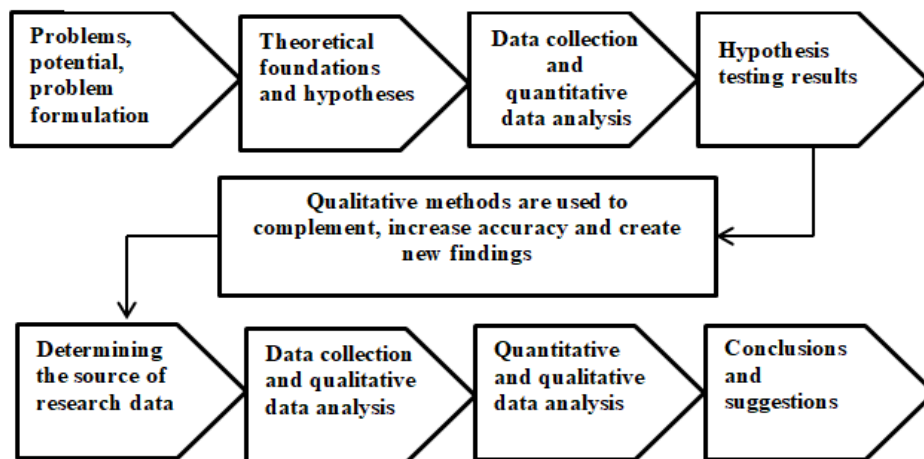 Problems,
potential,
problem
formulation
Theoretical
foundations
and hypotheses
Data collection
and
quantitative
data analysis
Hypothesis
testing results
Qualitative methods are used to
complement, increase accuracy and create
new findings
Determining
the source of
research data
Data collection
and qualitative
data analysis
Quantitative
and qualitative
data analysis
Conclusions
and
suggestions